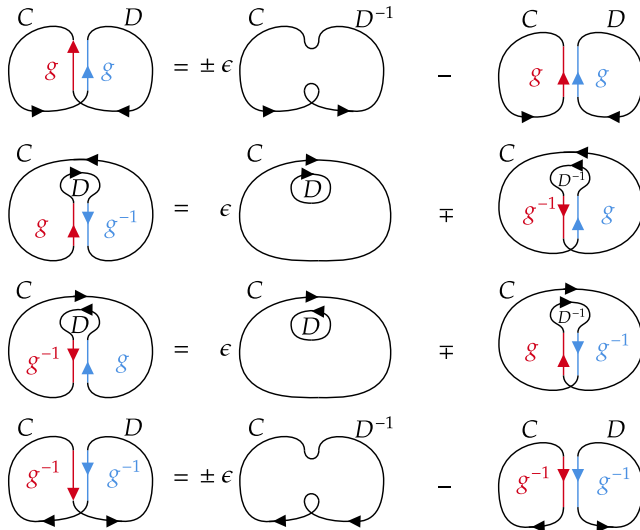 C D C D⁻¹ C D
g g = ± ϵ − g g
C C C
D D D⁻¹
g g⁻¹ = ϵ ∓ g⁻¹ g
C C C
D D D⁻¹
g⁻¹ g = ϵ ∓ g g⁻¹
C D C D⁻¹ C D
g⁻¹ g⁻¹ = ± ϵ − g⁻¹ g⁻¹